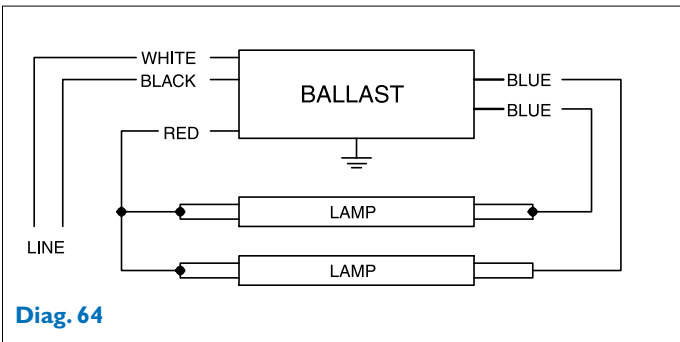 WHITE
BLACK
BALLAST
BLUE
BLUE
RED
LAMP
LINE
LAMP
Diag. 64